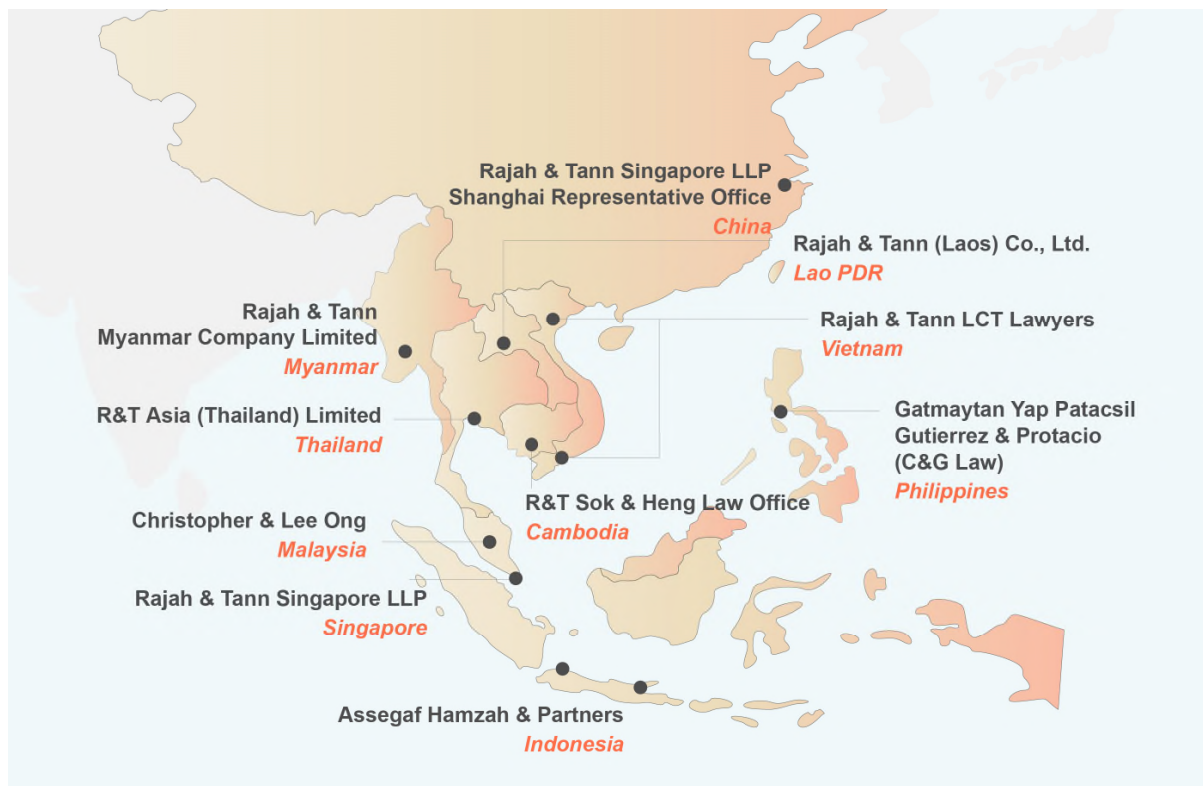 Rajah & Tann Singapore LLP
Shanghai Representative Office
China
Rajah & Tann (Laos) Co., Ltd.
Lao PDR
Rajah & Tann
Myanmar Company Limited
Myanmar
Rajah & Tann LCT Lawyers
Vietnam
R&T Asia (Thailand) Limited
Thailand
Gatmaytan Yap Patacsil
Gutierrez & Protacio
(C&G Law)
Philippines
R&T Sok & Heng Law Office
Cambodia
Christopher & Lee Ong
Malaysia
Rajah & Tann Singapore LLP
Singapore
Assegaf Hamzah & Partners
Indonesia